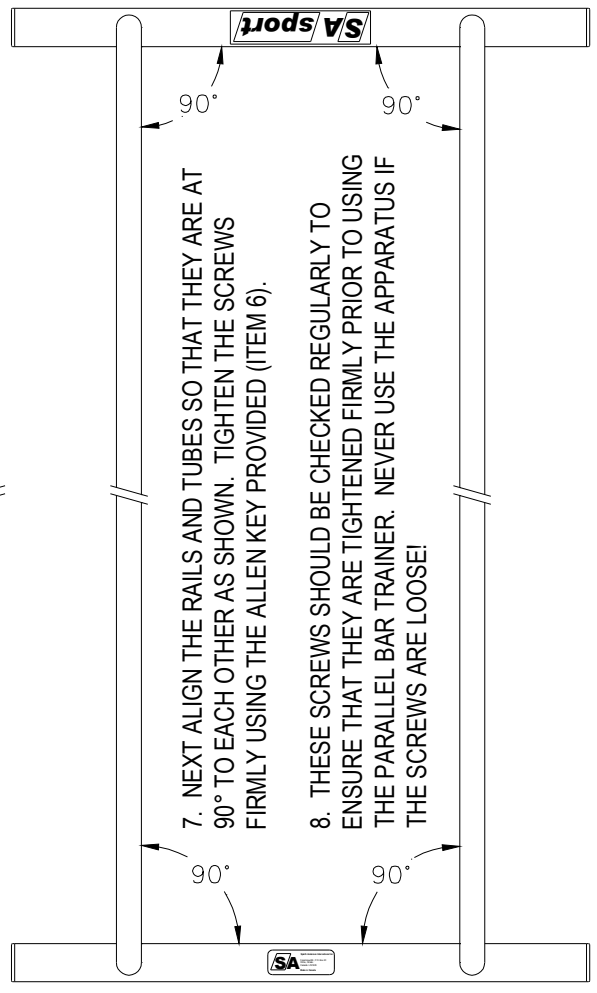 SA sport
90°
90°
7. NEXT ALIGN THE RAILS AND TUBES SO THAT THEY ARE AT
90° TO EACH OTHER AS SHOWN. TIGHTEN THE SCREWS
FIRMLY USING THE ALLEN KEY PROVIDED (ITEM 6).
8. THESE SCREWS SHOULD BE CHECKED REGULARLY TO
ENSURE THAT THEY ARE TIGHTENED FIRMLY PRIOR TO USING
THE PARALLEL BAR TRAINER. NEVER USE THE APPARATUS IF
THE SCREWS ARE LOOSE!
90°
90°
SA